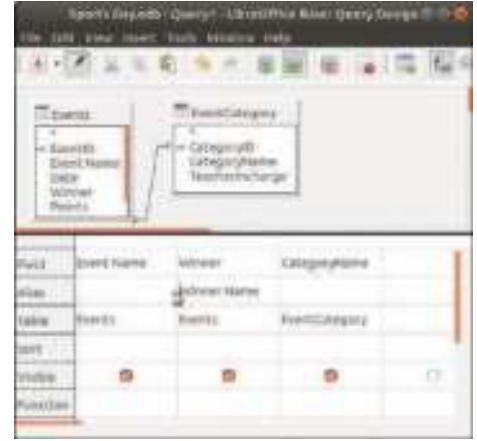 Sports Day.odb : Query1 - LibreOffice Base: Query Design
File Edit View Insert Tools Window Help
Events
*
EventID
Event Name
Date
Winner
Points
EventCategory
*
CategoryID
CategoryName
TeacherIncharge
Field Event Name Winner CategoryName
Alias Winner Name
Table Events Events EventCategory
Sort
Visible
Function